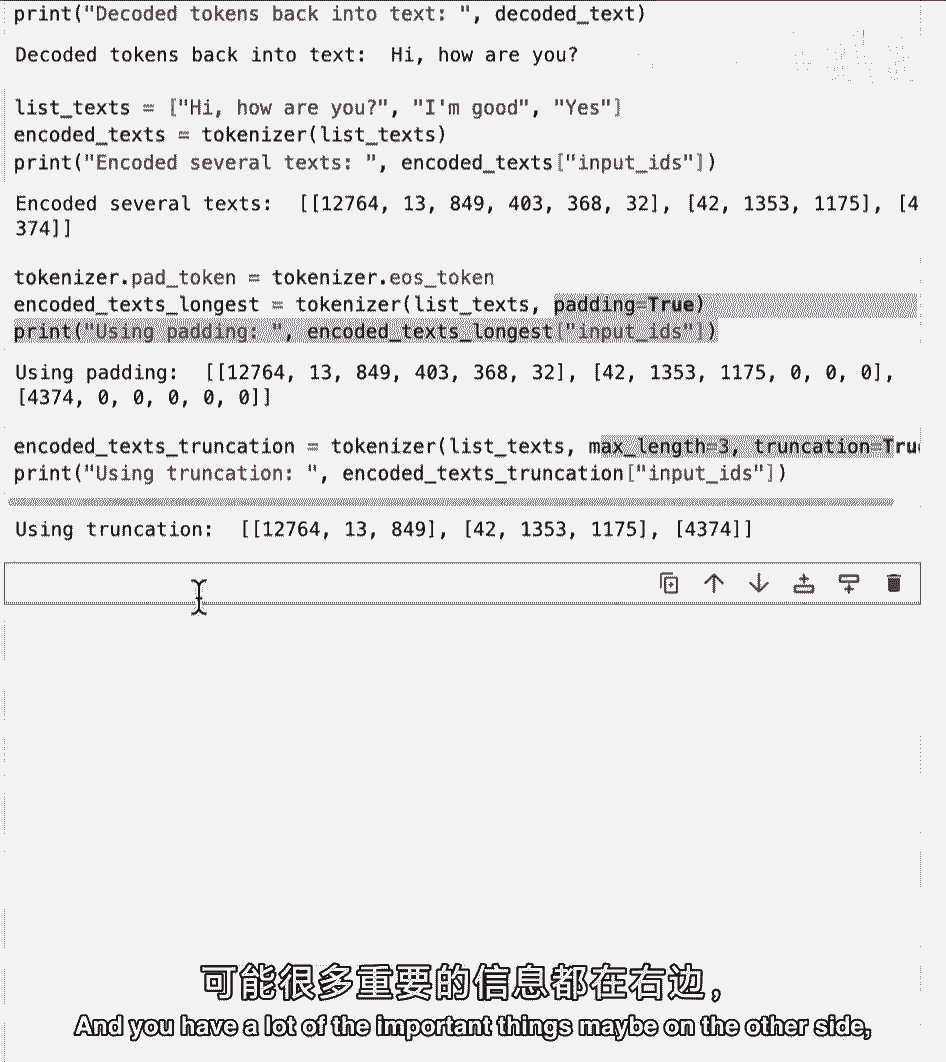 print("Decoded tokens back into text: ", decoded_text)
Decoded tokens back into text:  Hi, how are you?
list_texts = ["Hi, how are you?", "I'm good", "Yes"]
encoded_texts = tokenizer(list_texts)
print("Encoded several texts: ", encoded_texts["input_ids"])
Encoded several texts:  [[12764, 13, 849, 403, 368, 32], [42, 1353, 1175], [4
374]]
tokenizer.pad_token = tokenizer.eos_token
encoded_texts_longest = tokenizer(list_texts, padding=True)
print("Using padding: ", encoded_texts_longest["input_ids"])
Using padding:  [[12764, 13, 849, 403, 368, 32], [42, 1353, 1175, 0, 0, 0],
[4374, 0, 0, 0, 0, 0]]
encoded_texts_truncation = tokenizer(list_texts, max_length=3, truncation=True
print("Using truncation: ", encoded_texts_truncation["input_ids"])
Using truncation:  [[12764, 13, 849], [42, 1353, 1175], [4374]]
可能很多重要的信息都在右边，
And you have a lot of the important things maybe on the other side,